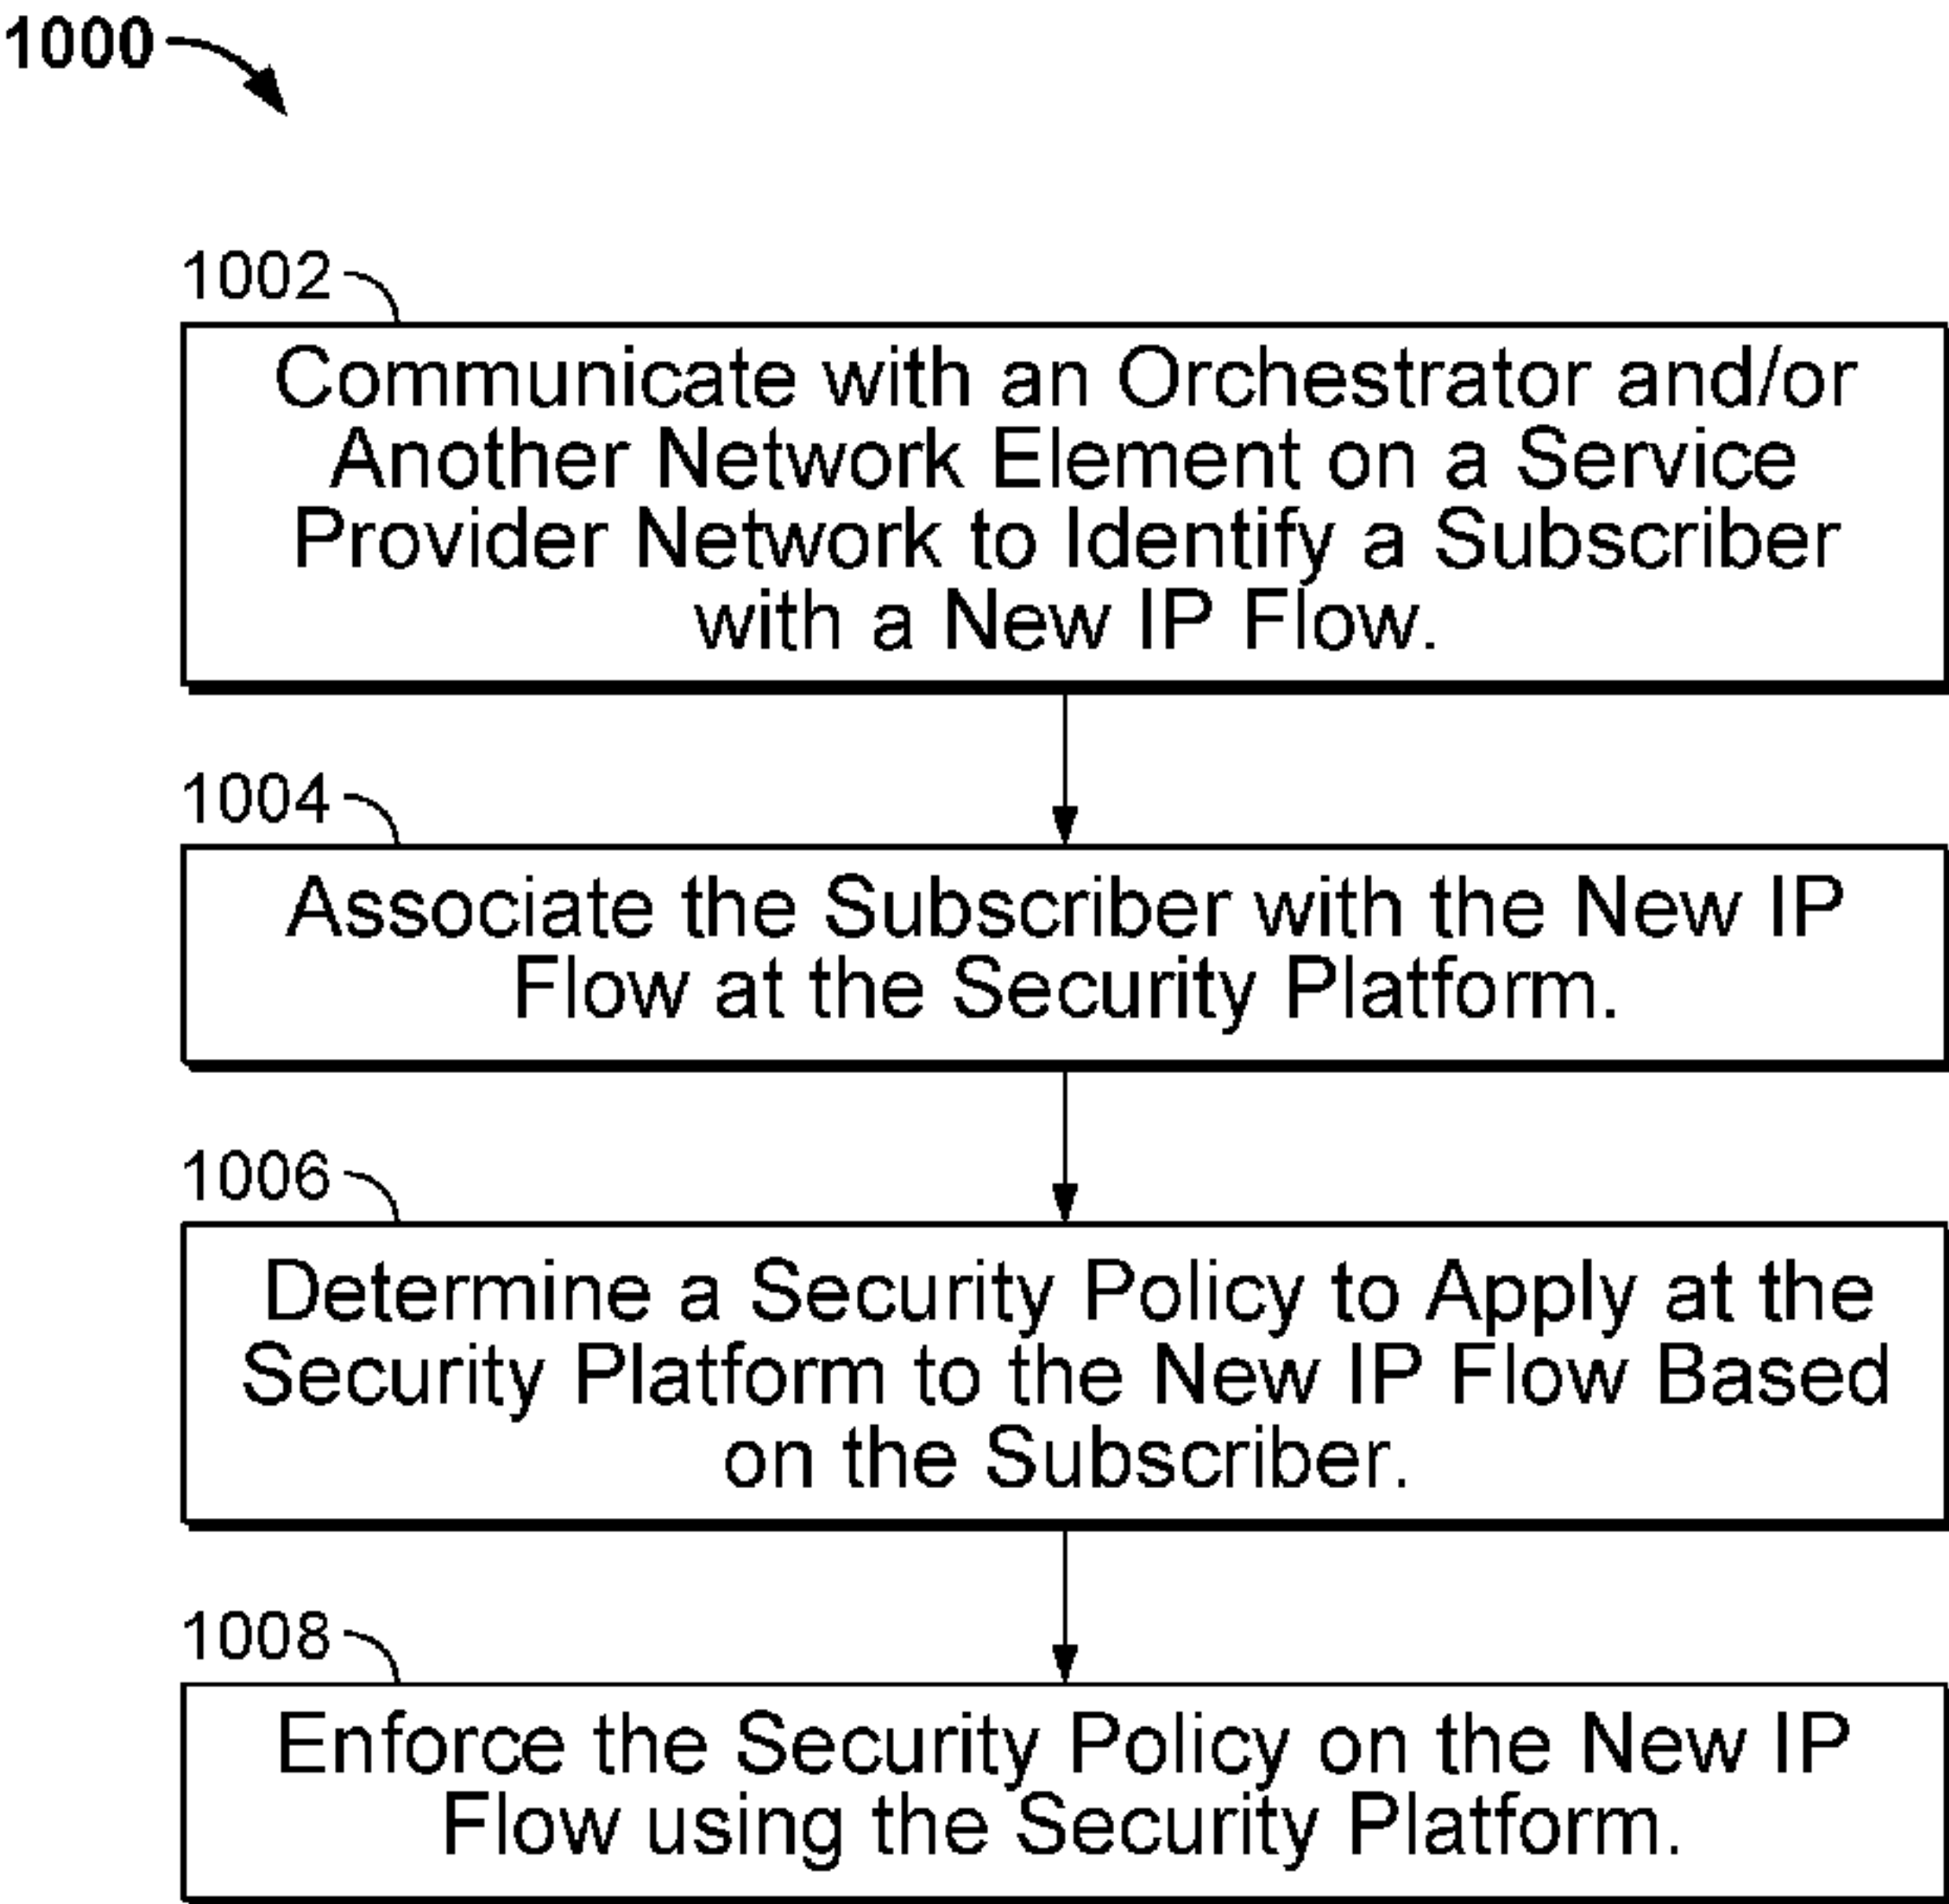 1000
1002
Communicate with an Orchestrator and/or
Another Network Element on a Service
Provider Network to Identify a Subscriber
with a New IP Flow.
1004
Associate the Subscriber with the New IP
Flow at the Security Platform.
1006
Determine a Security Policy to Apply at the
Security Platform to the New IP Flow Based
on the Subscriber.
1008
Enforce the Security Policy on the New IP
Flow using the Security Platform.